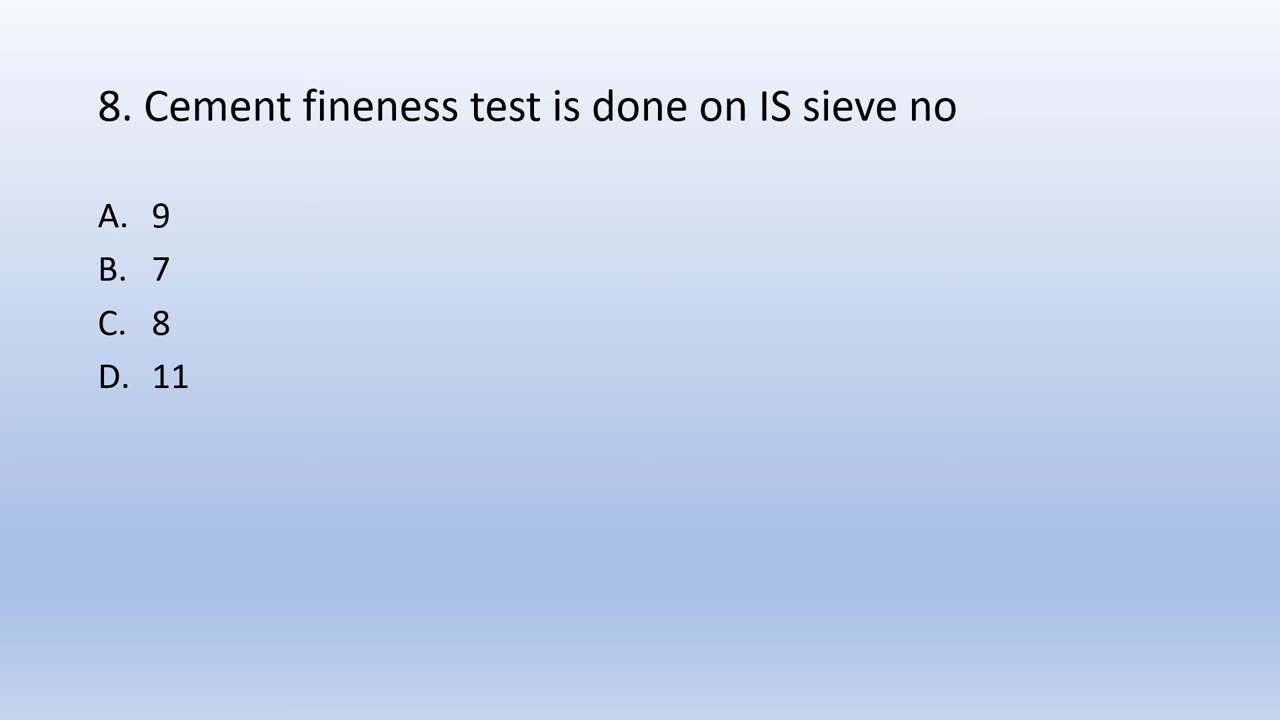 8. Cement fineness test is done on IS sieve no
A. 9
B. 7
C. 8
D. 11